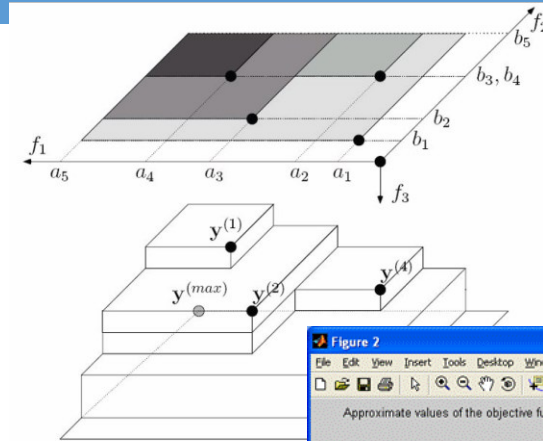 f₂
b₅
b₃, b₄
b₂
b₁
f₁
a₅ a₄ a₃ a₂ a₁
f₃
y⁽¹⁾
y⁽ᵐᵃˣ⁾ y⁽²⁾ y⁽⁴⁾
Figure 2
File Edit View Insert Tools Desktop
Approximate values of the objective